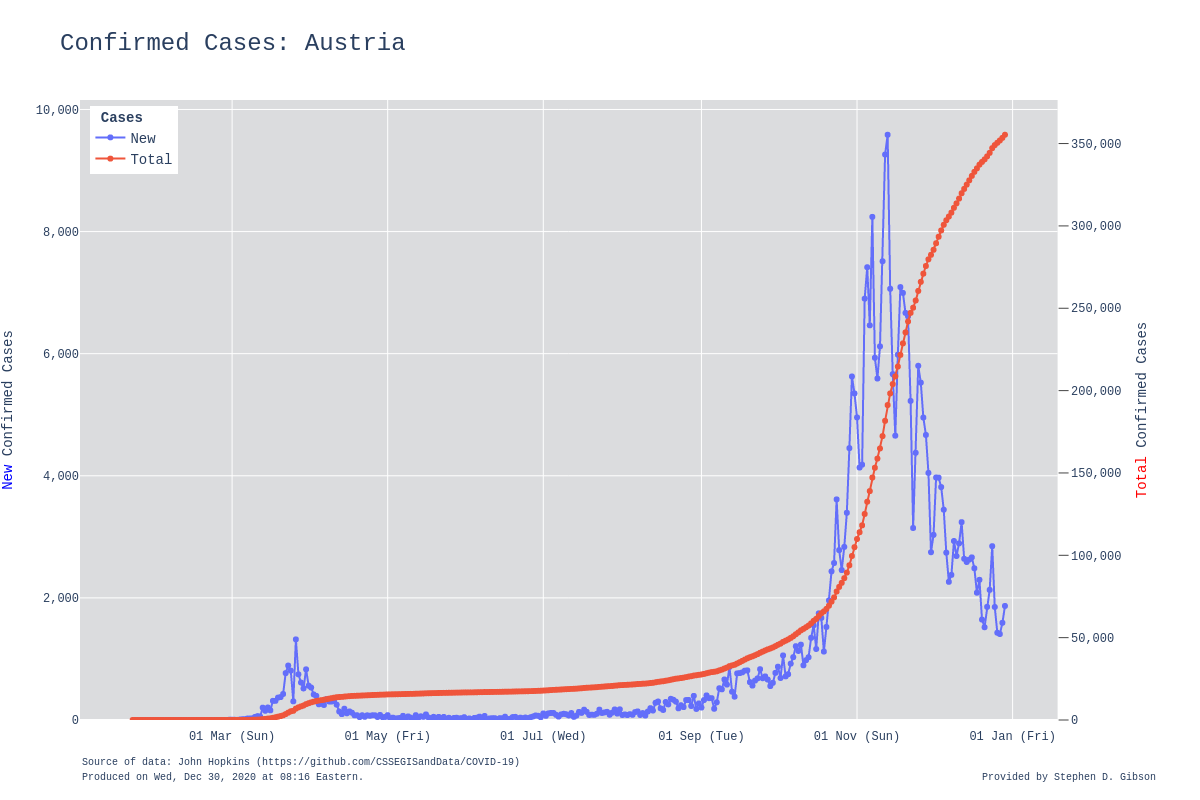 Confirmed Cases: Austria
Cases
New
Total
10,000
8,000
6,000
4,000
2,000
0
New Confirmed Cases
350,000
300,000
250,000
200,000
150,000
100,000
50,000
0
Total Confirmed Cases
01 Mar (Sun)
01 May (Fri)
01 Jul (Wed)
01 Sep (Tue)
01 Nov (Sun)
01 Jan (Fri)
Source of data: John Hopkins (https://github.com/CSSEGISandData/COVID-19)
Produced on Wed, Dec 30, 2020 at 08:16 Eastern.
Provided by Stephen D. Gibson